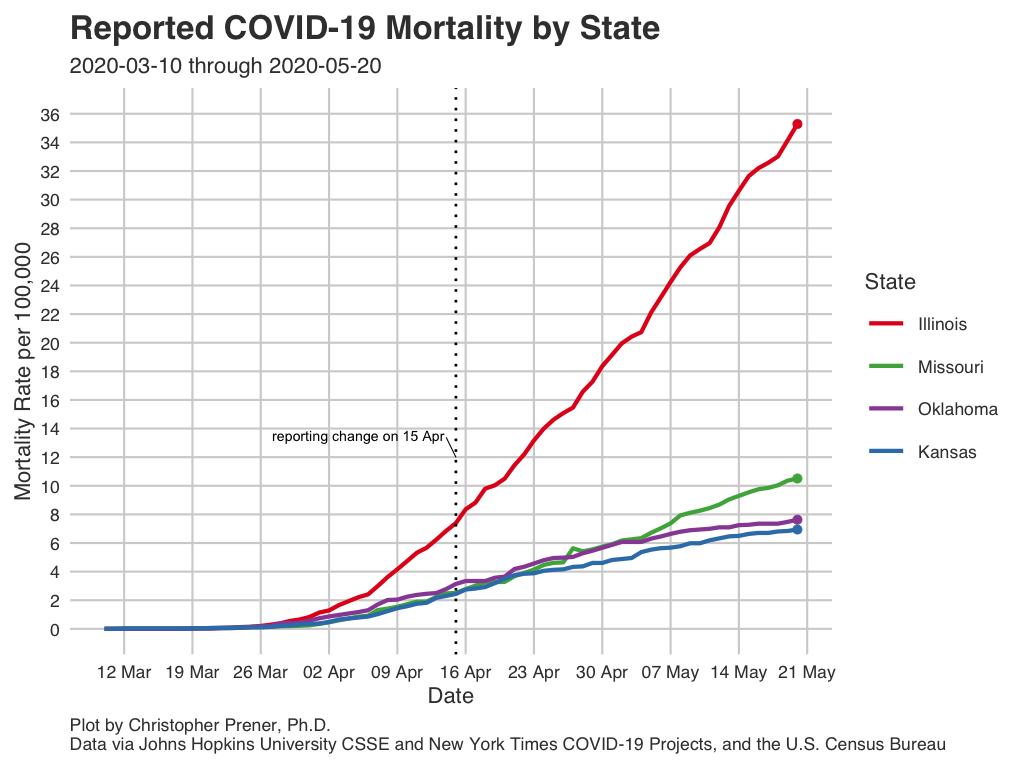 Reported COVID-19 Mortality by State
2020-03-10 through 2020-05-20
Mortality Rate per 100,000
36
34
32
30
28
26
24
22
20
18
16
14
12
10
8
6
4
2
0
reporting change on 15 Apr
State
Illinois
Missouri
Oklahoma
Kansas
12 Mar 19 Mar 26 Mar 02 Apr 09 Apr 16 Apr 23 Apr 30 Apr 07 May 14 May 21 May
Date
Plot by Christopher Prener, Ph.D.
Data via Johns Hopkins University CSSE and New York Times COVID-19 Projects, and the U.S. Census Bureau